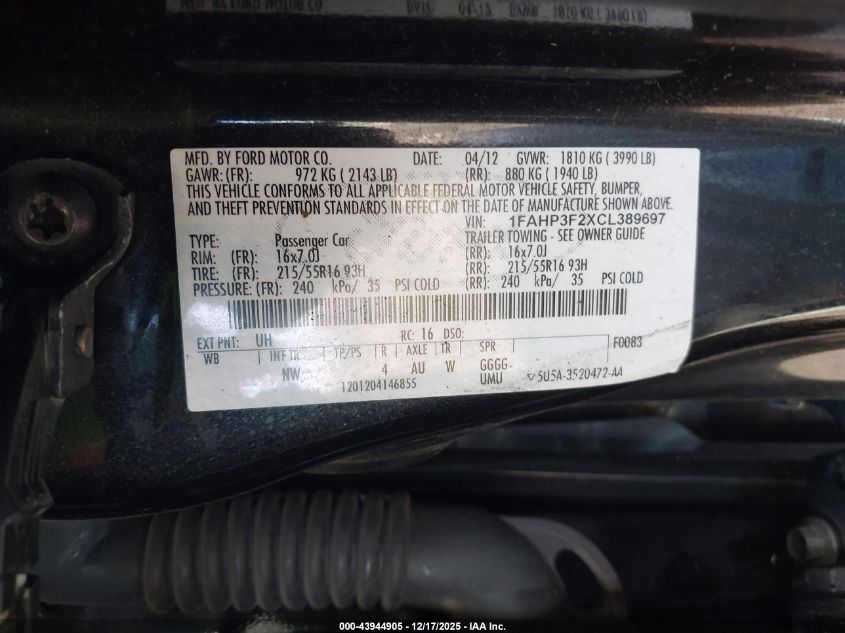 MFD. BY FORD MOTOR CO. DATE: 04/12 GVWR: 1810 KG ( 3990 LB)
GAWR: (FR): 972 KG ( 2143 LB) (RR): 880 KG ( 1940 LB)
THIS VEHICLE CONFORMS TO ALL APPLICABLE FEDERAL MOTOR VEHICLE SAFETY, BUMPER,
AND THEFT PREVENTION STANDARDS IN EFFECT ON THE DATE OF MANUFACTURE SHOWN ABOVE.
VIN: 1FAHP3F2XCL389697
TYPE: Passenger Car TRAILER TOWING - SEE OWNER GUIDE
RIM: (FR): 16x7.0J (RR): 16x7.0J
TIRE: (FR): 215/55R16 93H (RR): 215/55R16 93H
PRESSURE: (FR): 240 kPa/ 35 PSI COLD (RR): 240 kPa/ 35 PSI COLD
EXT PNT: UH RC: 16 DSO: F0083
WB INF TR TP/PS R AXLE TR SPR
NW 4 AU W GGGG
1201204146855 UMU 5U5A-3520472-AA
000-43944905 - 12/17/2025 - IAA Inc.